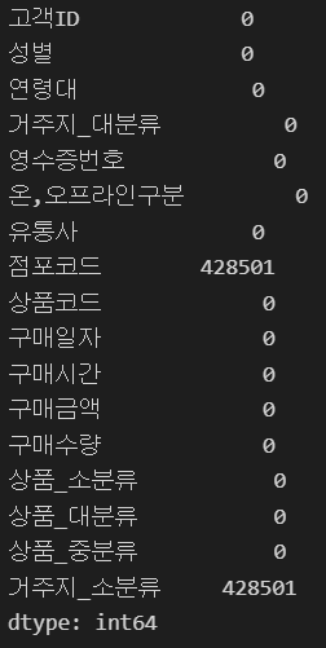 고객ID 0
성별 0
연령대 0
거주지_대분류 0
영수증번호 0
온,오프라인구분 0
유통사 0
점포코드 428501
상품코드 0
구매일자 0
구매시간 0
구매금액 0
구매수량 0
상품_소분류 0
상품_대분류 0
상품_중분류 0
거주지_소분류 428501
dtype: int64